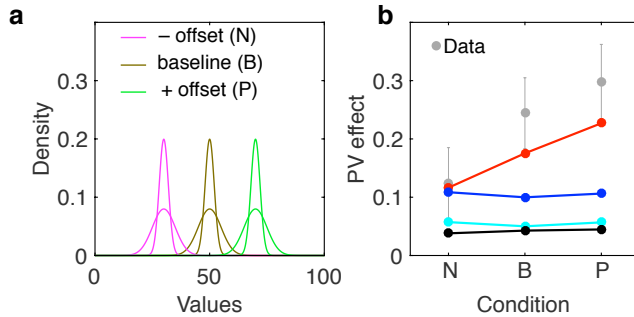 a
– offset (N)
baseline (B)
+ offset (P)
Density
0.3
0.2
0.1
0
0
50
100
Values
b
Data
PV effect
0.3
0.2
0.1
0
N
B
P
Condition